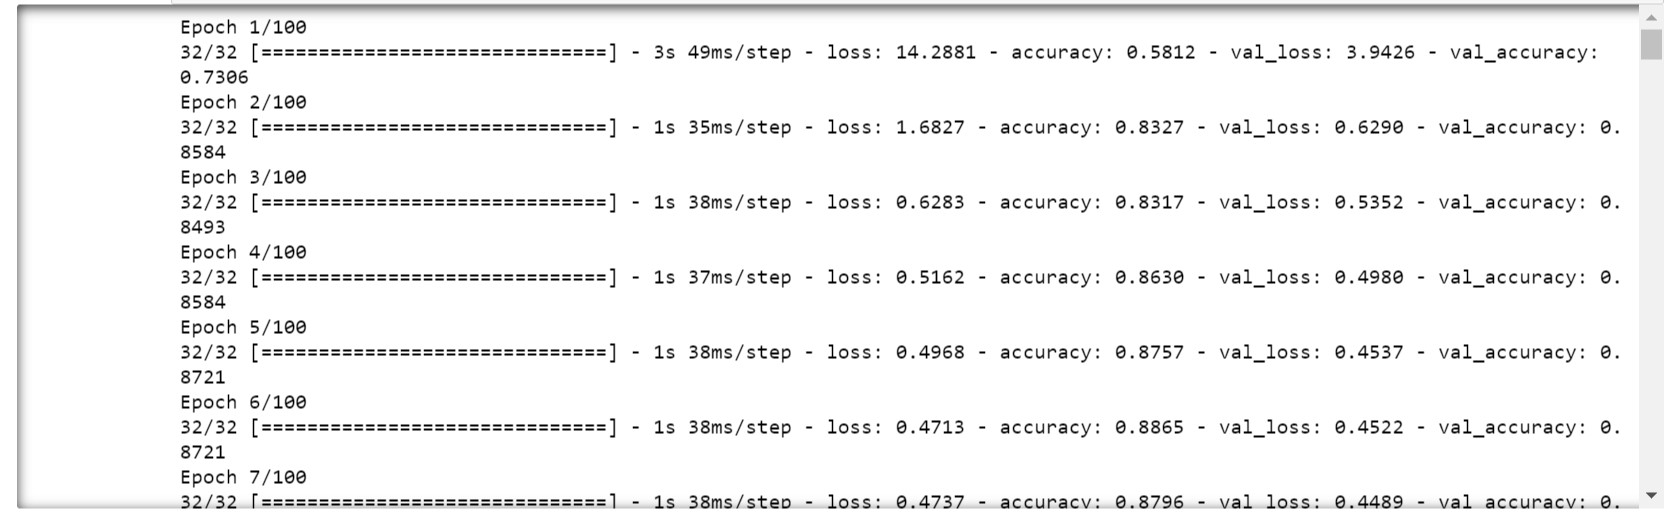 Epoch 1/100
32/32 [==============================] - 3s 49ms/step - loss: 14.2881 - accuracy: 0.5812 - val_loss: 3.9426 - val_accuracy:
0.7306
Epoch 2/100
32/32 [==============================] - 1s 35ms/step - loss: 1.6827 - accuracy: 0.8327 - val_loss: 0.6290 - val_accuracy: 0.
8584
Epoch 3/100
32/32 [==============================] - 1s 38ms/step - loss: 0.6283 - accuracy: 0.8317 - val_loss: 0.5352 - val_accuracy: 0.
8493
Epoch 4/100
32/32 [==============================] - 1s 37ms/step - loss: 0.5162 - accuracy: 0.8630 - val_loss: 0.4980 - val_accuracy: 0.
8584
Epoch 5/100
32/32 [==============================] - 1s 38ms/step - loss: 0.4968 - accuracy: 0.8757 - val_loss: 0.4537 - val_accuracy: 0.
8721
Epoch 6/100
32/32 [==============================] - 1s 38ms/step - loss: 0.4713 - accuracy: 0.8865 - val_loss: 0.4522 - val_accuracy: 0.
8721
Epoch 7/100
32/32 [==============================] - 1s 38ms/step - loss: 0.4737 - accuracy: 0.8796 - val_loss: 0.4489 - val_accuracy: 0.